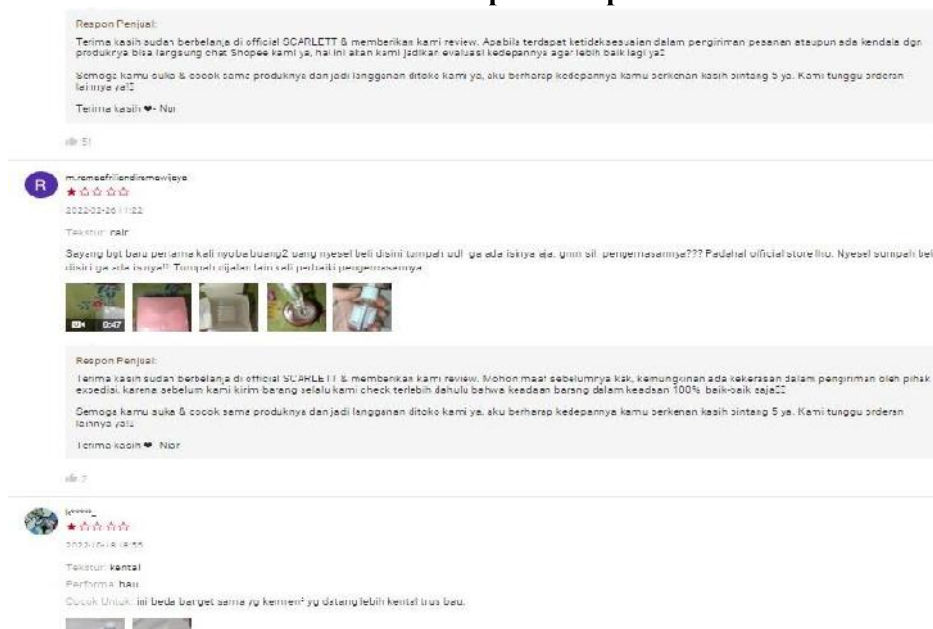 Respon Penjual:
Terima kasih sudah berbelanja di official SCARLETT & memberikan kami review. Apabila terdapat ketidaksesuaian dalam pengiriman pesanan ataupun ada kendala dgn
produknya bisa langsung chat Shopee kami ya, hal ini akan kami jadikan evaluasi kedepannya agar lebih baik lagi ya
Semoga kamu suka & cocok sama produknya dan jadi langganan ditoko kami ya, aku berharap kedepannya kamu berkenan kasih bintang 5 ya. Kami tunggu orderan
lainnya ya!
Terima kasih ❤-
51
R
★☆☆☆☆
2022-02-26 11:22
Tekstur: cair
Sayang bgt baru pertama kali nyoba buang2 uang nyesel beli disini tumpah udh ga ada isinya aja, pengemasannya??? Padahal official store lho. Nyesel sumpah beli
disini ga ada isinya!! Tumpah dijalan lain kali perbaiki pengemasannya
0:47
Respon Penjual:
Terima kasih sudah berbelanja di official SCARLETT & memberikan kami review. Mohon maaf sebelumnya kak, kemungkinan ada kekerasan dalam pengiriman oleh pihak
expedisi, karena sebelum kami kirim barang selalu kami check terlebih dahulu bahwa keadaan barang dalam keadaan 100% baik-baik saja
Semoga kamu suka & cocok sama produknya dan jadi langganan ditoko kami ya, aku berharap kedepannya kamu berkenan kasih bintang 5 ya. Kami tunggu orderan
lainnya ya!
Terima kasih ❤-
★☆☆☆☆
Tekstur: kental
Performa: bau
Cocok Untuk: ini beda banget sama yg kemren² yg datang lebih kental trus bau.